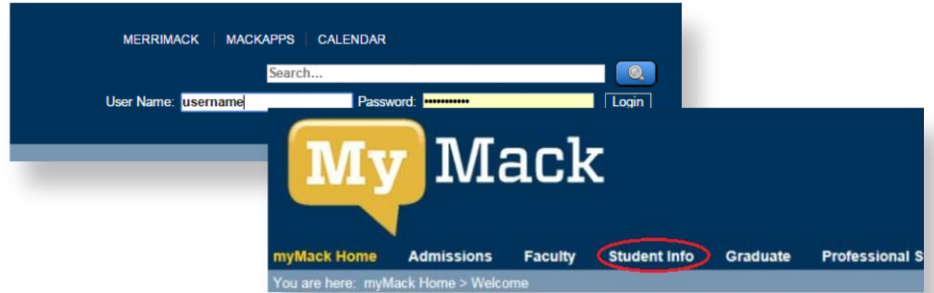 MERRIMACK | MACKAPPS | CALENDAR
Search...
User Name: username Password: ••••••••••• Login
My Mack
myMack Home Admissions Faculty Student Info Graduate Professional S
You are here: myMack Home > Welcome